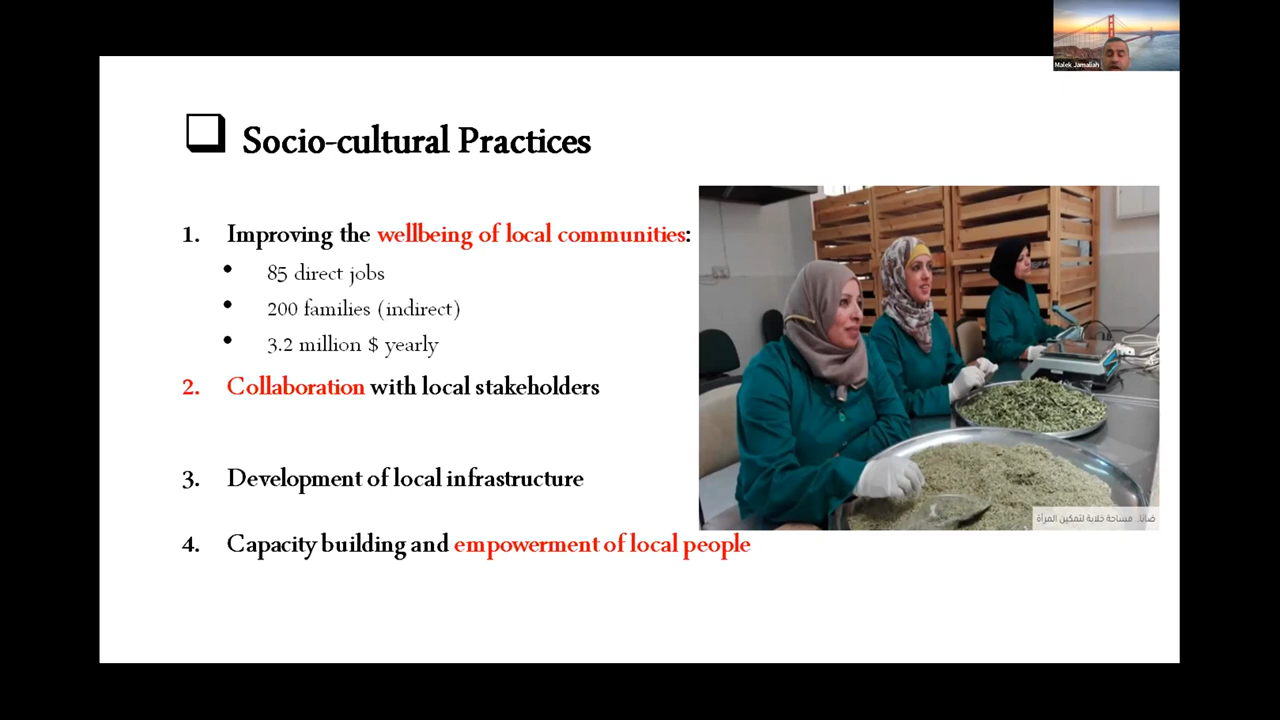 Malek Jamaliah
Socio-cultural Practices
1. Improving the wellbeing of local communities:
• 85 direct jobs
• 200 families (indirect)
• 3.2 million $ yearly
2. Collaboration with local stakeholders
3. Development of local infrastructure
4. Capacity building and empowerment of local people
ضانا.. مساحة خلابة لتمكين المرأة